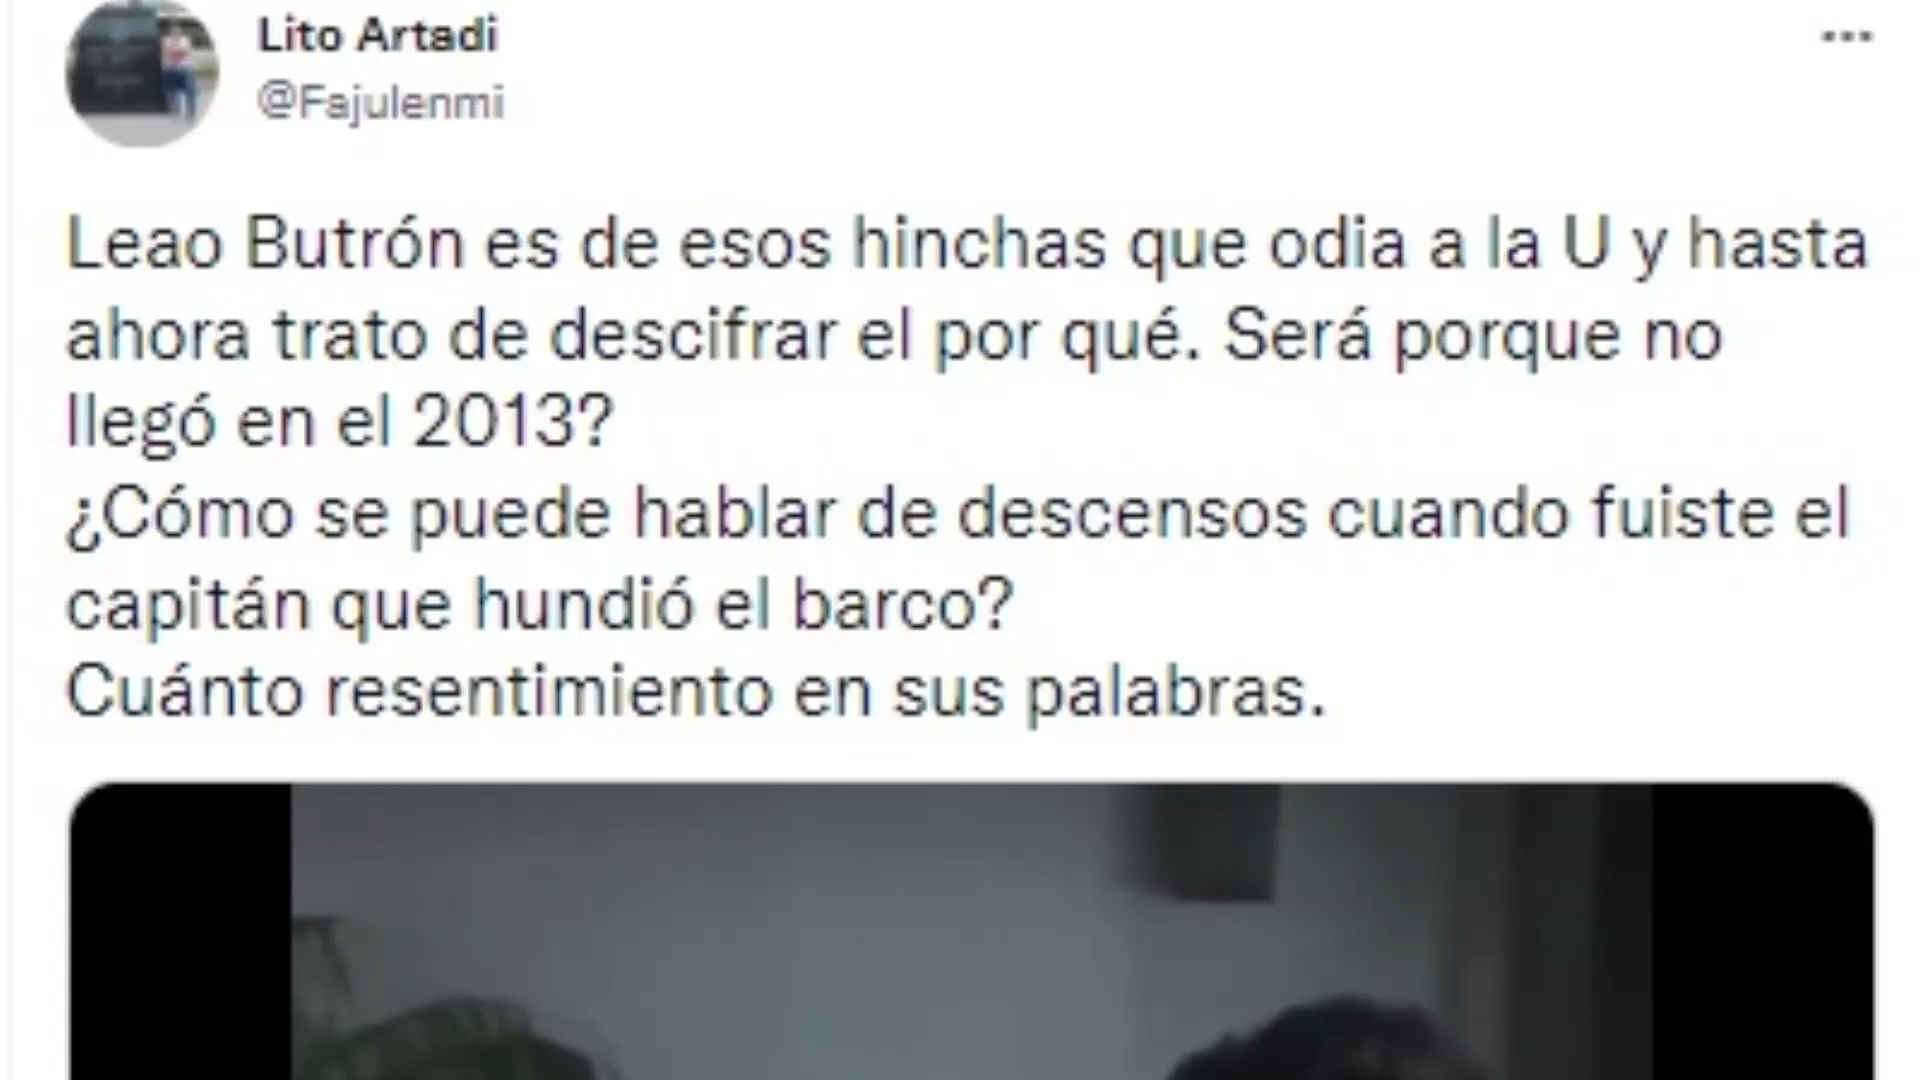 Lito Artadi
@Fajulenmi
Leao Butrón es de esos hinchas que odia a la U y hasta
ahora trato de descifrar el por qué. Será porque no
llegó en el 2013?
¿Cómo se puede hablar de descensos cuando fuiste el
capitán que hundió el barco?
Cuánto resentimiento en sus palabras.